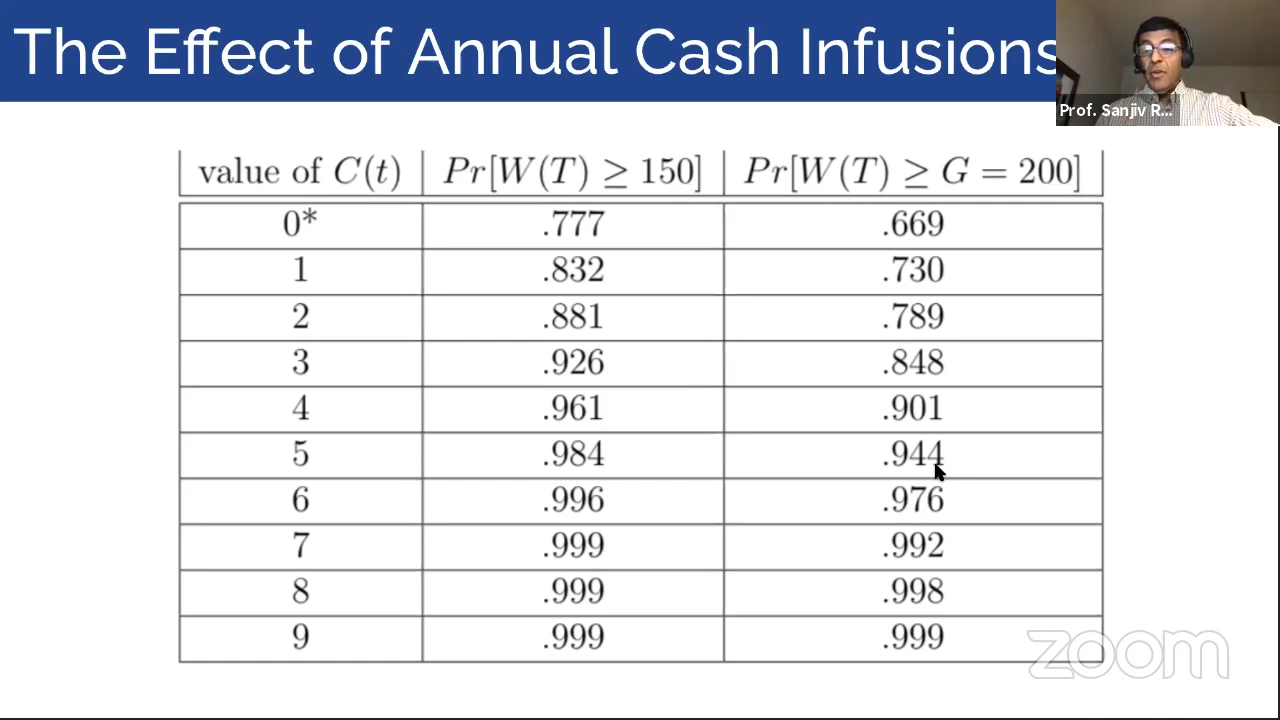 The Effect of Annual Cash Infusions
Prof. Sanjiv R...
value of C(t) Pr[W(T) ≥ 150] Pr[W(T) ≥ G = 200]
0* .777 .669
1 .832 .730
2 .881 .789
3 .926 .848
4 .961 .901
5 .984 .944
6 .996 .976
7 .999 .992
8 .999 .998
9 .999 .999
zoom